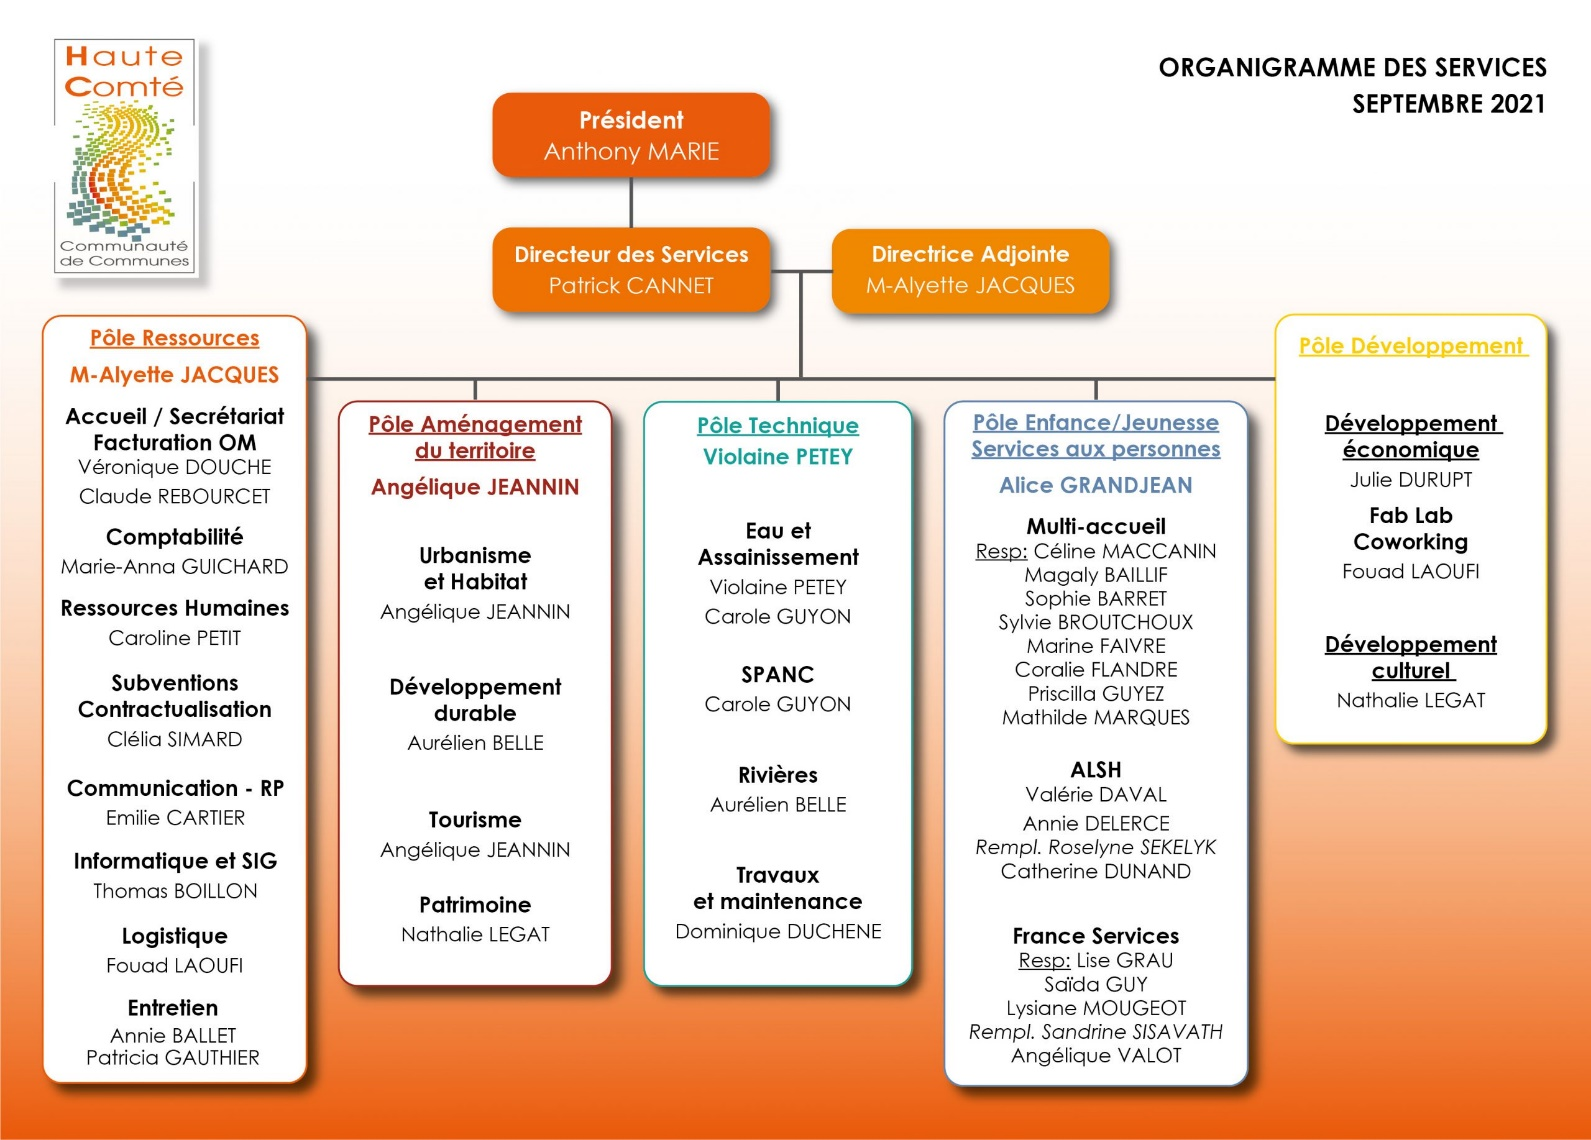 Haute
Comté
Communauté
de Communes
ORGANIGRAMME DES SERVICES
SEPTEMBRE 2021
Président
Anthony MARIE
Directeur des Services
Patrick CANNET
Directrice Adjointe
M-Alyette JACQUES
Pôle Ressources
M-Alyette JACQUES
Accueil / Secrétariat
Facturation OM
Véronique DOUCHE
Claude REBOURCET
Comptabilité
Marie-Anna GUICHARD
Ressources Humaines
Caroline PETIT
Subventions
Contractualisation
Clélia SIMARD
Communication - RP
Emilie CARTIER
Informatique et SIG
Thomas BOILLON
Logistique
Fouad LAOUFI
Entretien
Annie BALLET
Patricia GAUTHIER
Pôle Aménagement
du territoire
Angélique JEANNIN
Urbanisme
et Habitat
Angélique JEANNIN
Développement
durable
Aurélien BELLE
Tourisme
Angélique JEANNIN
Patrimoine
Nathalie LEGAT
Pôle Technique
Violaine PETEY
Eau et
Assainissement
Violaine PETEY
Carole GUYON
SPANC
Carole GUYON
Rivières
Aurélien BELLE
Travaux
et maintenance
Dominique DUCHENE
Pôle Enfance/Jeunesse
Services aux personnes
Alice GRANDJEAN
Multi-accueil
Resp: Céline MACCANIN
Magaly BAILLIF
Sophie BARRET
Sylvie BROUTCHOUX
Marine FAIVRE
Coralie FLANDRE
Priscilla GUYEZ
Mathilde MARQUES
ALSH
Valérie DAVAL
Annie DELERCE
Rempl. Roselyne SEKELYK
Catherine DUNAND
France Services
Resp: Lise GRAU
Saïda GUY
Lysiane MOUGEOT
Rempl. Sandrine SISAVATH
Angélique VALOT
Pôle Développement
Développement
économique
Julie DURUPT
Fab Lab
Coworking
Fouad LAOUFI
Développement
culturel
Nathalie LEGAT